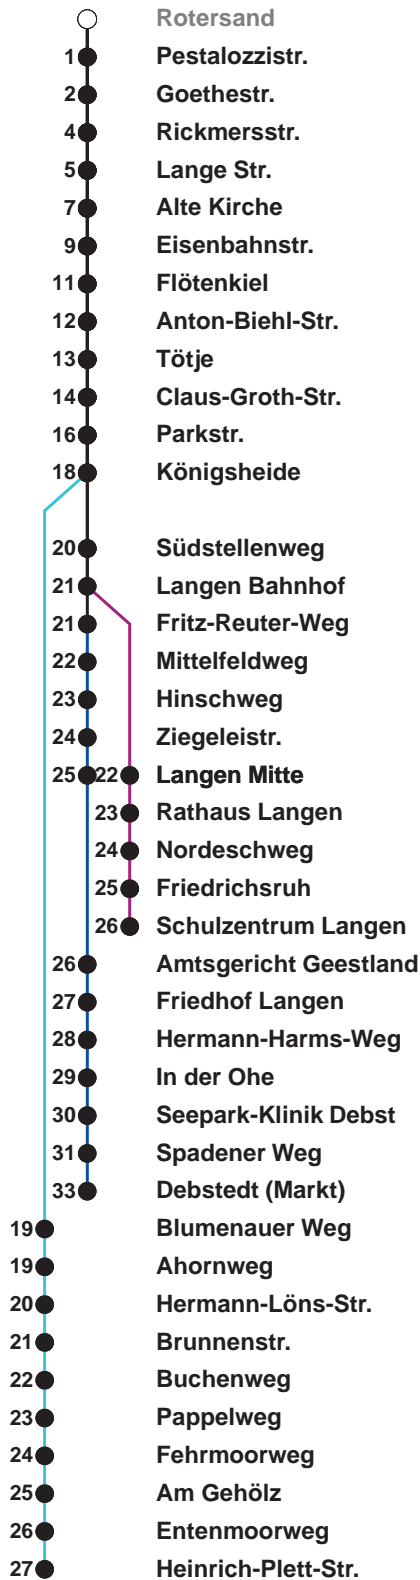 Rotersand
1 Pestalozzistr.
2 Goethestr.
4 Rickmersstr.
5 Lange Str.
7 Alte Kirche
9 Eisenbahnstr.
11 Flötenkiel
12 Anton-Biehl-Str.
13 Tötje
14 Claus-Groth-Str.
16 Parkstr.
18 Königsheide
20 Südstellenweg
21 Langen Bahnhof
21 Fritz-Reuter-Weg
22 Mittelfeldweg
23 Hinschweg
24 Ziegeleistr.
25 22 Langen Mitte
23 Rathaus Langen
24 Nordeschweg
25 Friedrichsruh
26 Schulzentrum Langen
26 Amtsgericht Geestland
27 Friedhof Langen
28 Hermann-Harms-Weg
29 In der Ohe
30 Seepark-Klinik Debst
31 Spadener Weg
33 Debstedt (Markt)
19 Blumenauer Weg
19 Ahornweg
20 Hermann-Löns-Str.
21 Brunnenstr.
22 Buchenweg
23 Pappelweg
24 Fehrmoorweg
25 Am Gehölz
26 Entenmoorweg
27 Heinrich-Plett-Str.